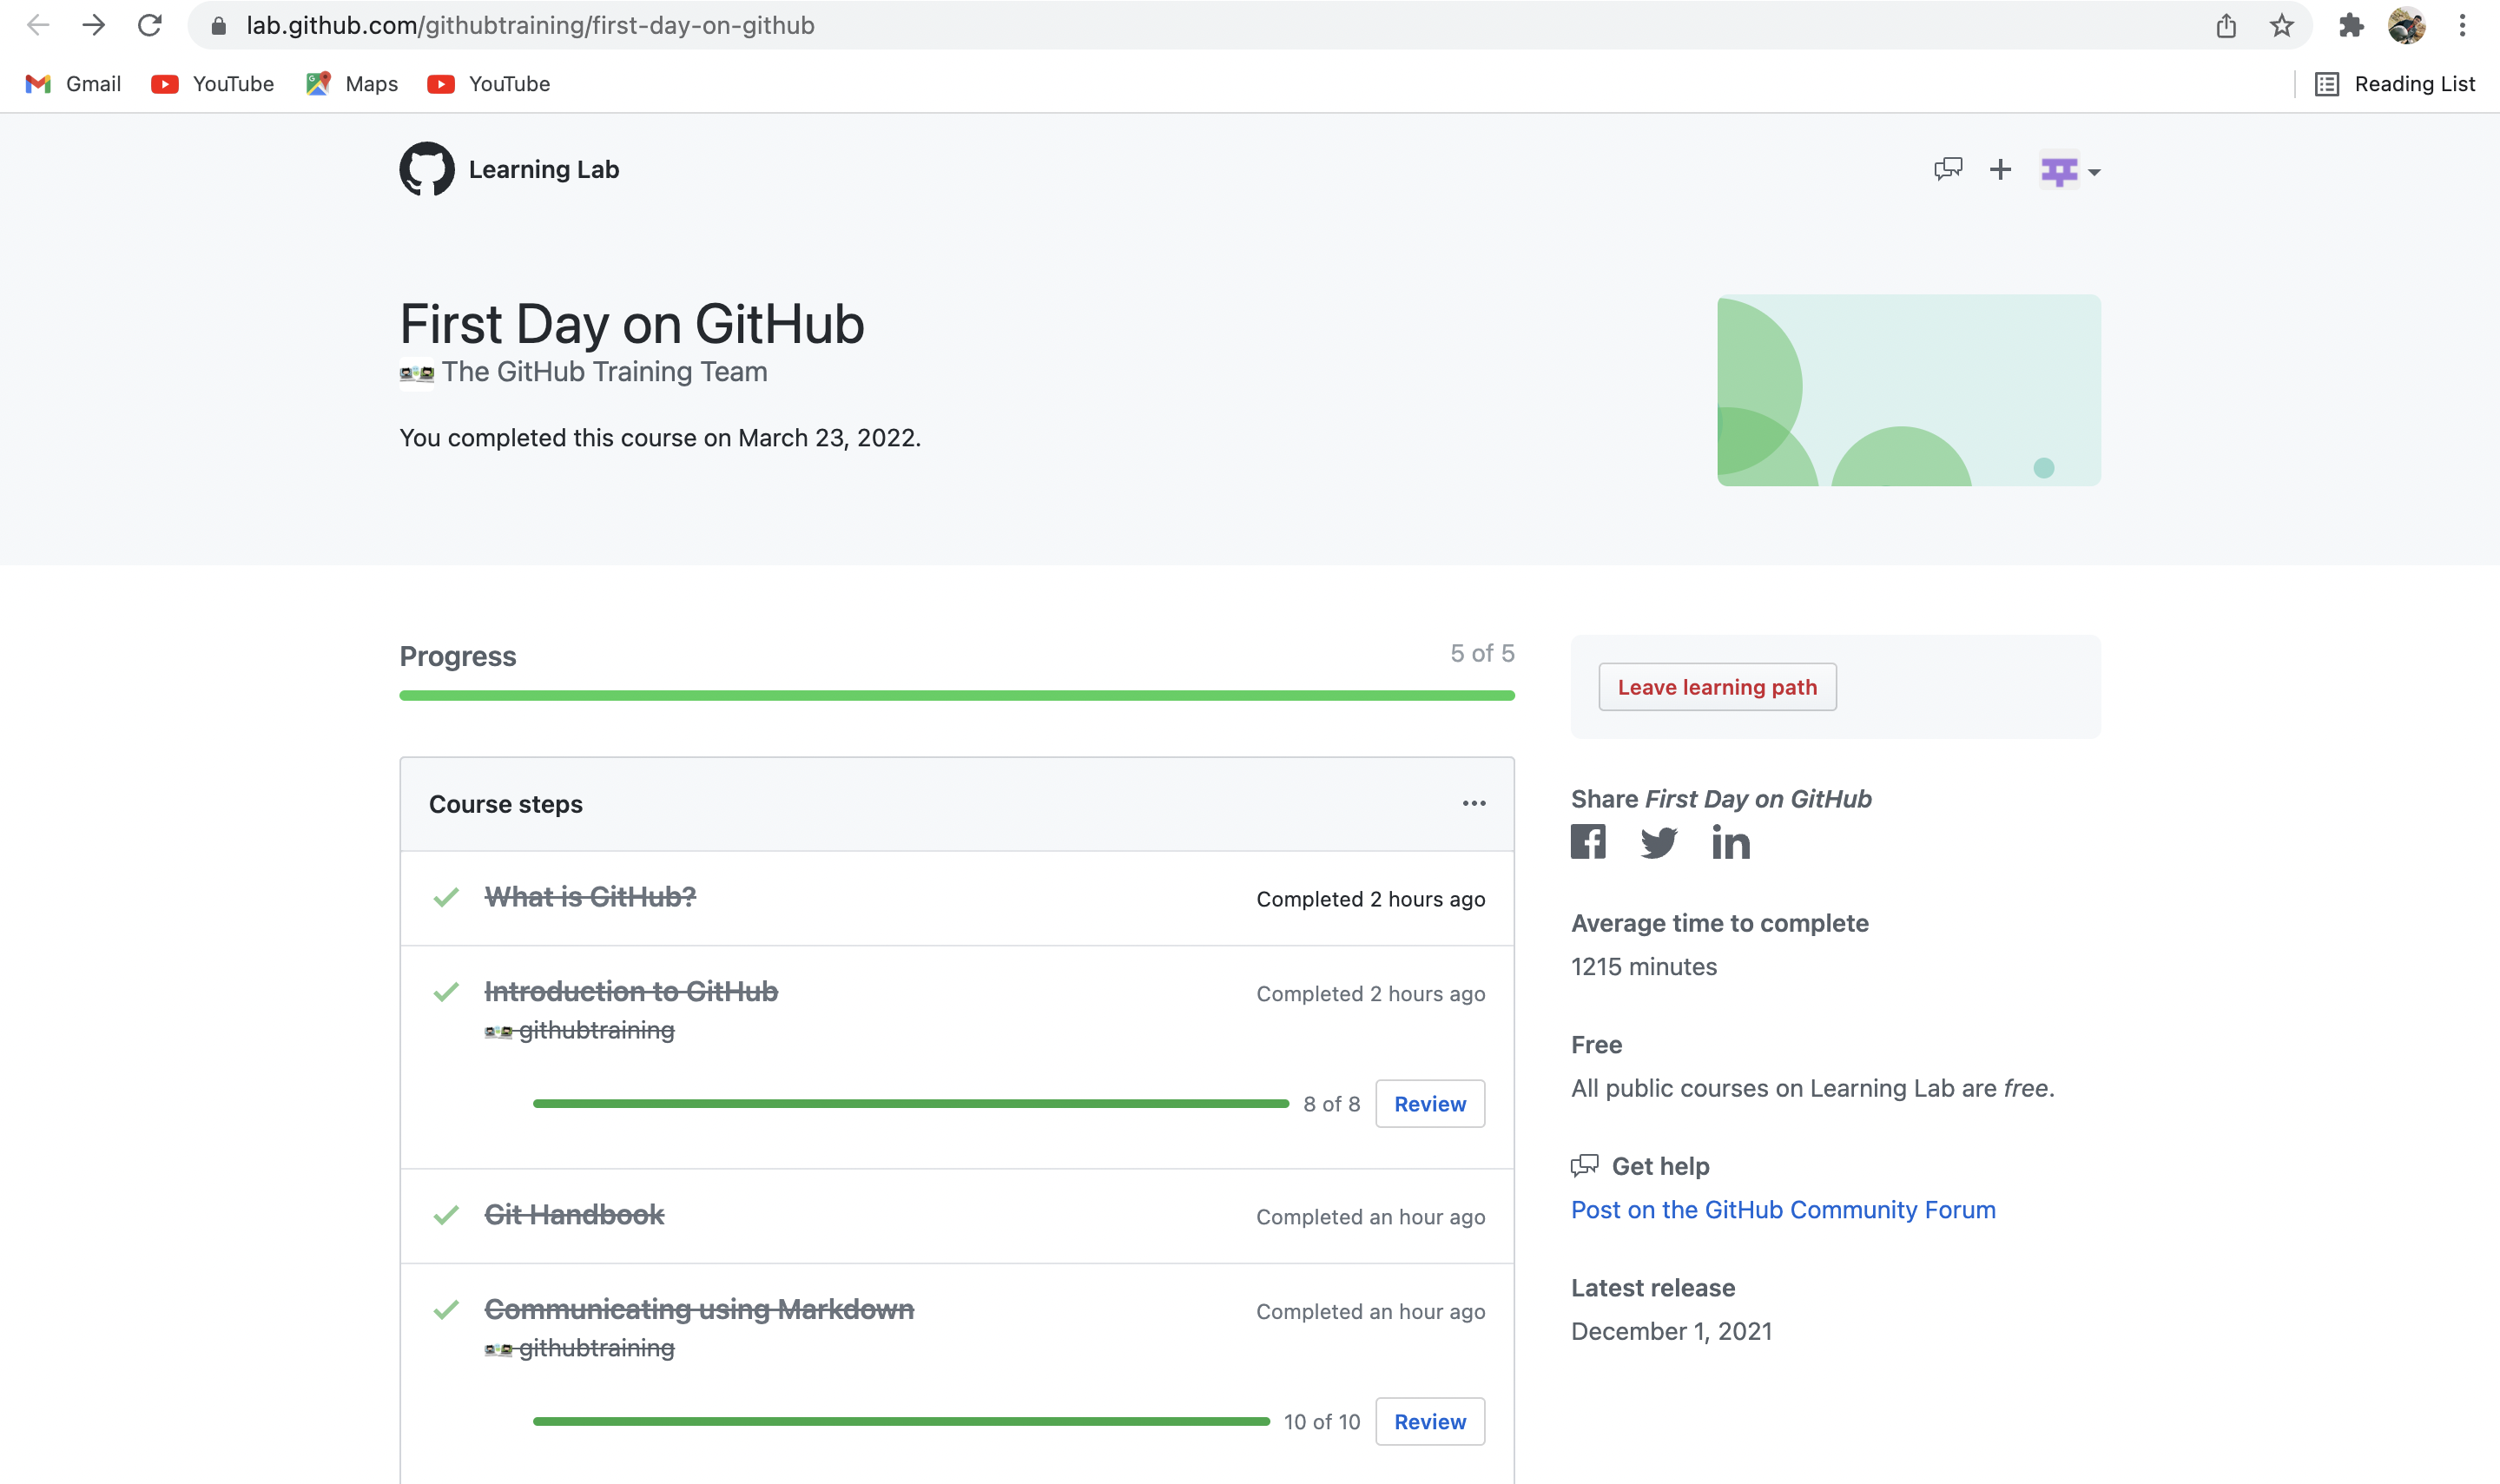 lab.github.com/githubtraining/first-day-on-github
Gmail YouTube Maps YouTube Reading List
Learning Lab
First Day on GitHub
The GitHub Training Team
You completed this course on March 23, 2022.
Progress 5 of 5
Course steps
What is GitHub? Completed 2 hours ago
Introduction to GitHub Completed 2 hours ago
githubtraining
8 of 8 Review
Git Handbook Completed an hour ago
Communicating using Markdown Completed an hour ago
githubtraining
10 of 10 Review
Leave learning path
Share First Day on GitHub
Average time to complete
1215 minutes
Free
All public courses on Learning Lab are free.
Get help
Post on the GitHub Community Forum
Latest release
December 1, 2021